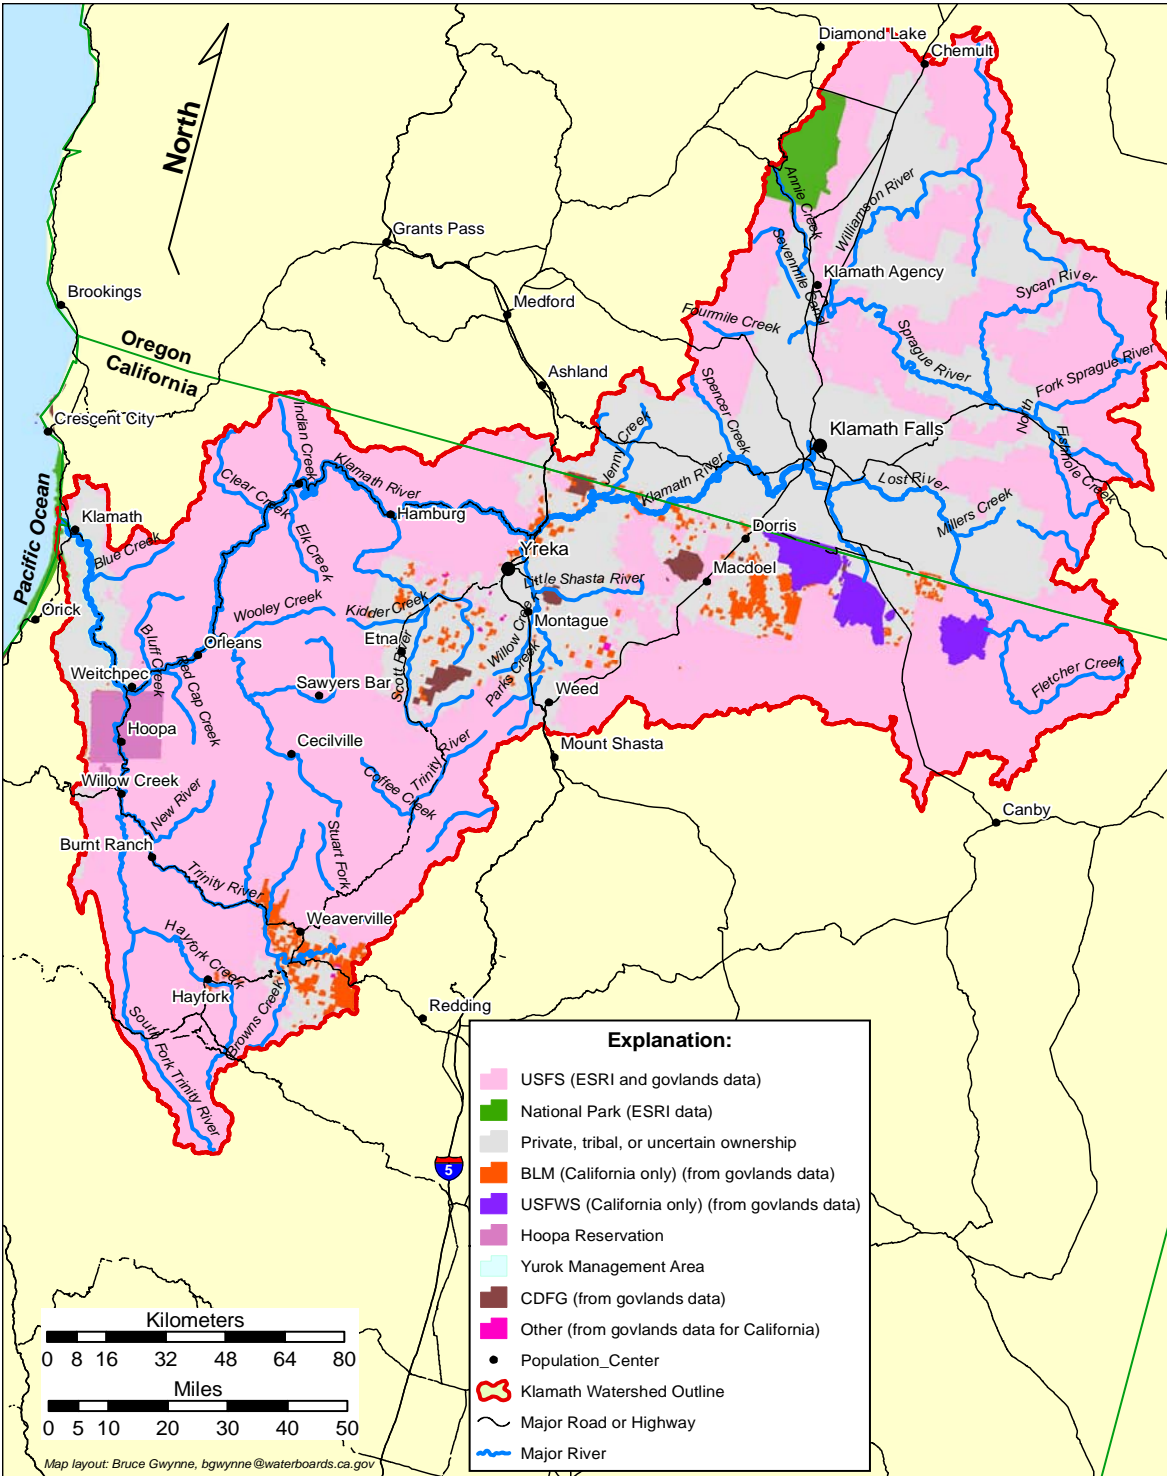 Diamond Lake
Chemult
North
Annie Creek
Williamson River
Grants Pass
Sevenmile Canal
Klamath Agency
Sycan River
Brookings
Medford
Fourmile Creek
Oregon
California
Sprague River
North Fork Sprague River
Ashland
Spencer Creek
Crescent City
Indian Creek
Jenny Creek
Klamath Falls
Fishhole Creek
Clear Creek
Klamath River
Klamath River
Lost River
Pacific Ocean
Klamath
Hamburg
Elk Creek
Millers Creek
Dorris
Blue Creek
Yreka
Macdoel
Little Shasta River
Wooley Creek
Kidder Creek
Orick
Montague
Bluff Creek
Orleans
Etna
Scott River
Willow Creek
Weitchpec
Red Cap Creek
Sawyers Bar
Parks Creek
Weed
Fletcher Creek
Hoopa
Cecilville
Mount Shasta
Trinity River
Willow Creek
Coffee Creek
New River
Canby
Burnt Ranch
Stuart Fork
Trinity River
Weaverville
Hayfork Creek
Hayfork
Browns Creek
Redding
South Fork Trinity River
5
Explanation:
USFS (ESRI and govlands data)
National Park (ESRI data)
Private, tribal, or uncertain ownership
BLM (California only) (from govlands data)
USFWS (California only) (from govlands data)
Hoopa Reservation
Yurok Management Area
CDFG (from govlands data)
Other (from govlands data for California)
Population_Center
Klamath Watershed Outline
Major Road or Highway
Major River
Kilometers
0 8 16 32 48 64 80
Miles
0 5 10 20 30 40 50
Map layout: Bruce Gwynne, bgwynne@waterboards.ca.gov